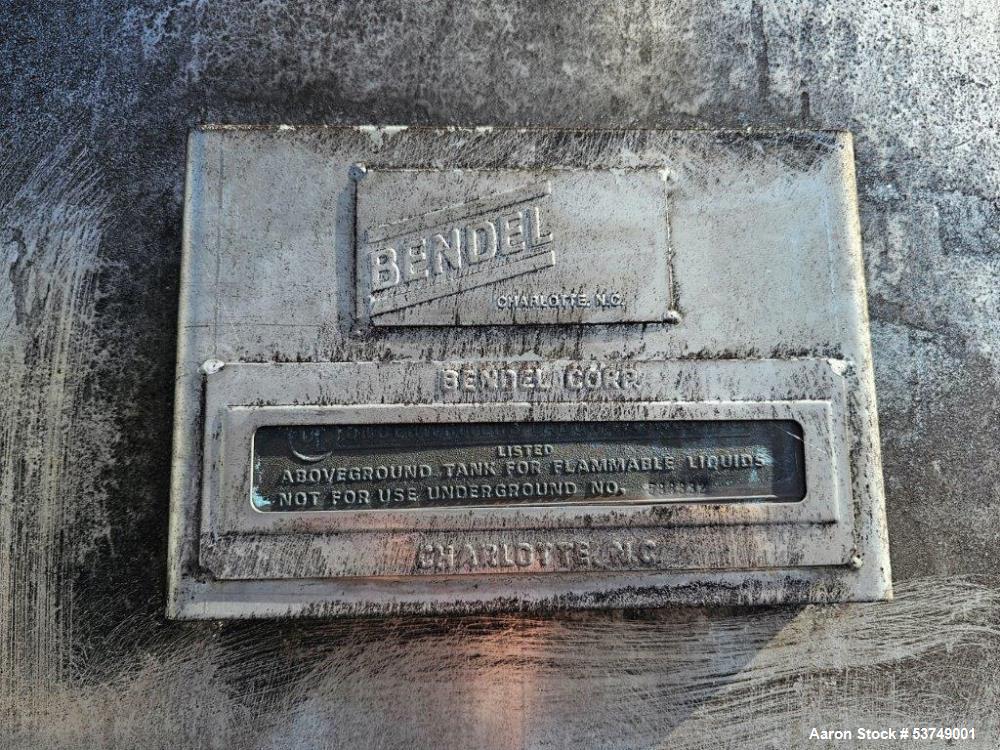 BENDEL
CHARLOTTE, N.C.
BENDEL CORP.
LISTED
ABOVEGROUND TANK FOR FLAMMABLE LIQUIDS
NOT FOR USE UNDERGROUND NO.
CHARLOTTE, N.C.
Aaron Stock # 53749001